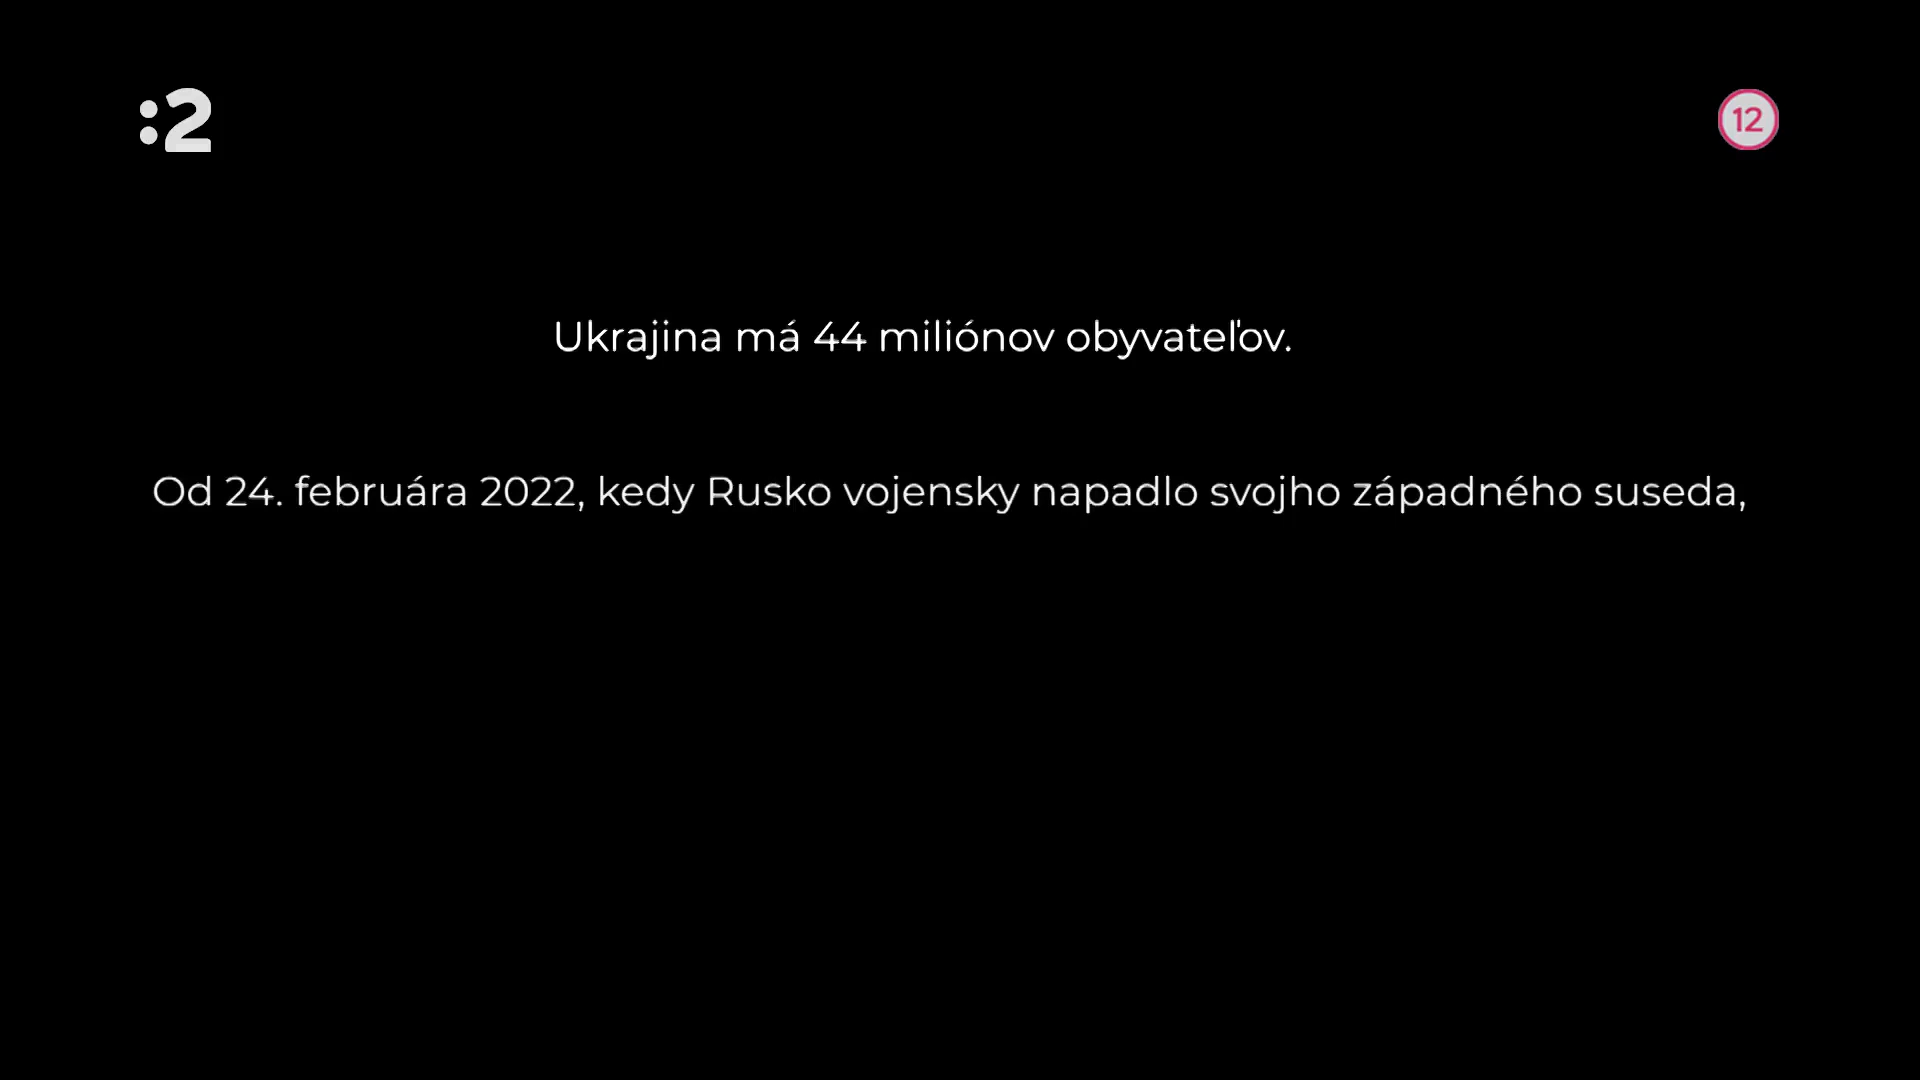 :2
12
Ukrajina má 44 miliónov obyvateľov.
Od 24. februára 2022, kedy Rusko vojensky napadlo svojho západného suseda,